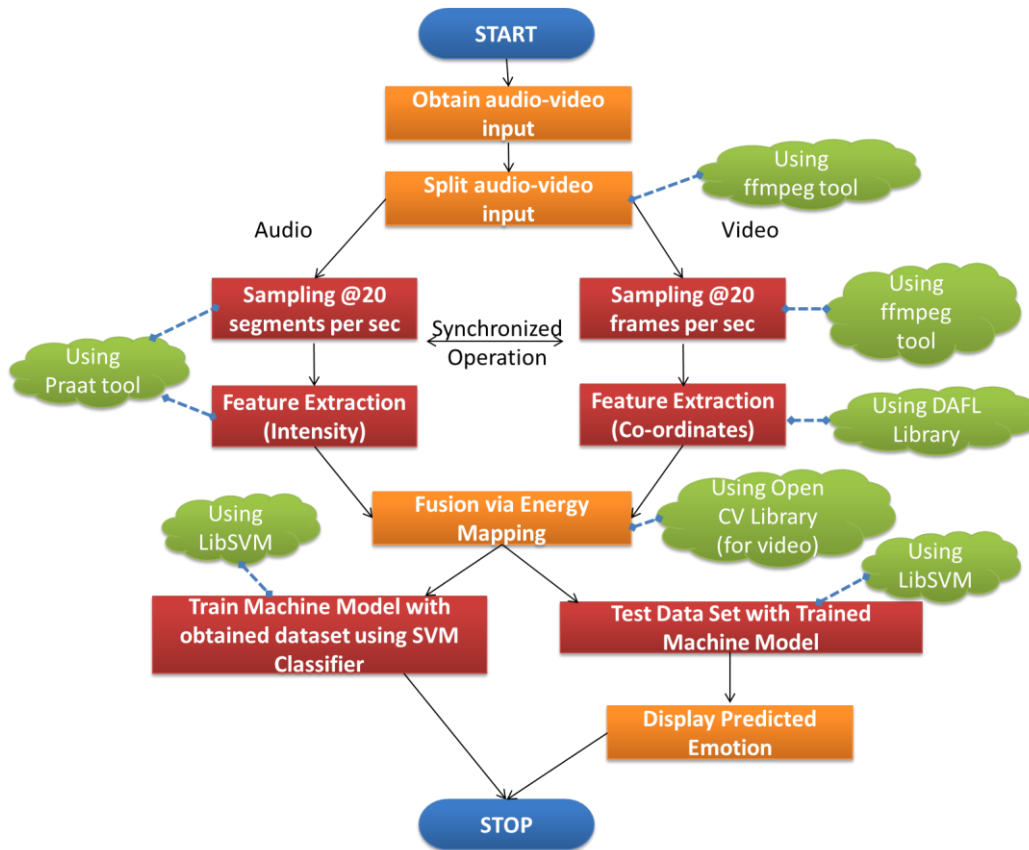 START
Obtain audio-video
input
Split audio-video
input
Using
ffmpeg tool
Audio
Video
Sampling @20
segments per sec
Synchronized
Operation
Sampling @20
frames per sec
Using
ffmpeg
tool
Using
Praat tool
Feature Extraction
(Intensity)
Feature Extraction
(Co-ordinates)
Using DAFL
Library
Fusion via Energy
Mapping
Using Open
CV Library
(for video)
Using
LibSVM
Using
LibSVM
Train Machine Model with
obtained dataset using SVM
Classifier
Test Data Set with Trained
Machine Model
Display Predicted
Emotion
STOP